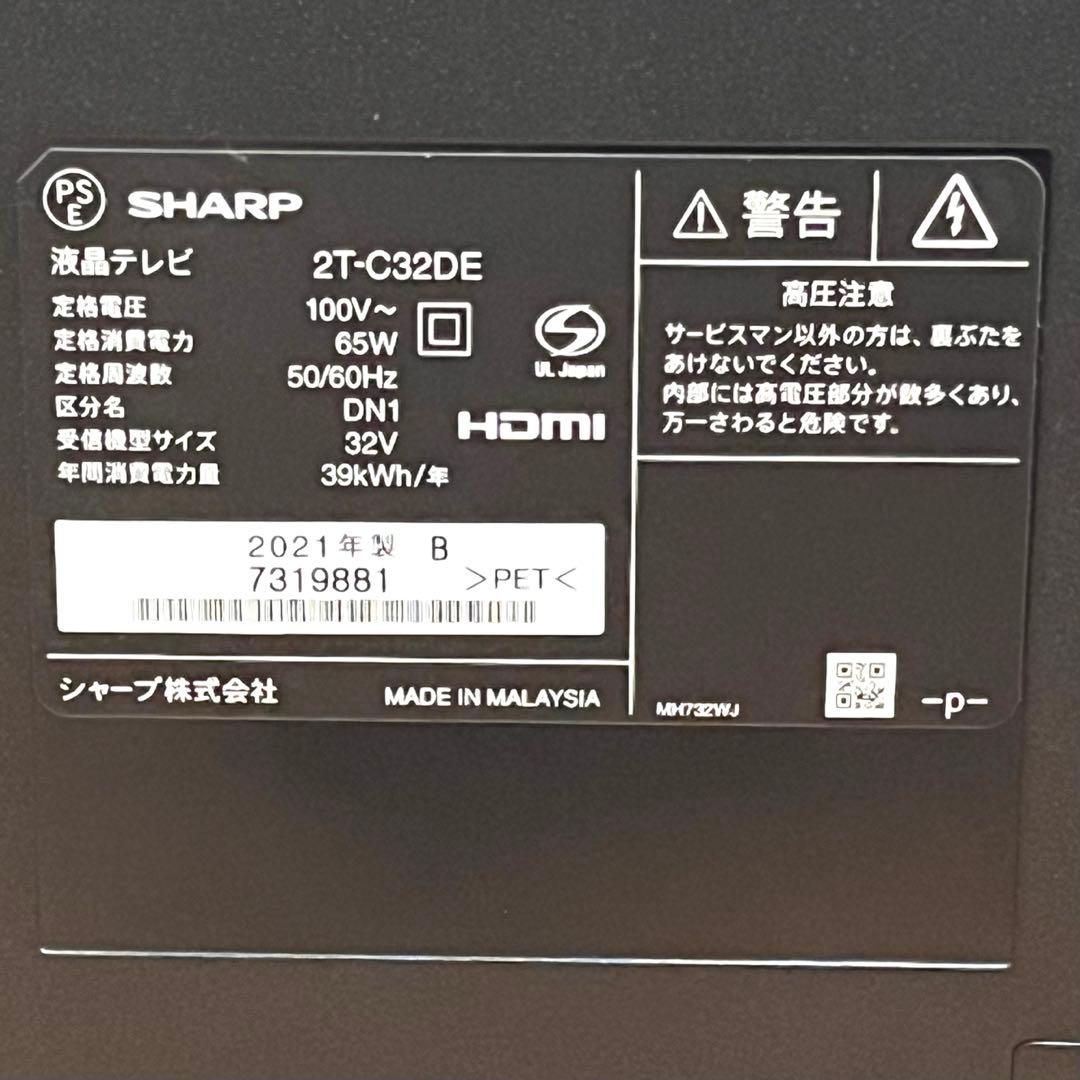 PSE SHARP
液晶テレビ 2T-C32DE
定格電圧 100V～
定格消費電力 65W
定格周波数 50/60Hz
区分名 DN1
受信機型サイズ 32V
年間消費電力量 39kWh/年
UL Japan
HDMI
2021年製 B
7319881 >PET<
シャープ株式会社 MADE IN MALAYSIA
警告
高圧注意
サービスマン以外の方は、裏ぶたを
あけないでください。
内部には高電圧部分が数多くあり、
万一さわると危険です。
MH732WJ -p-